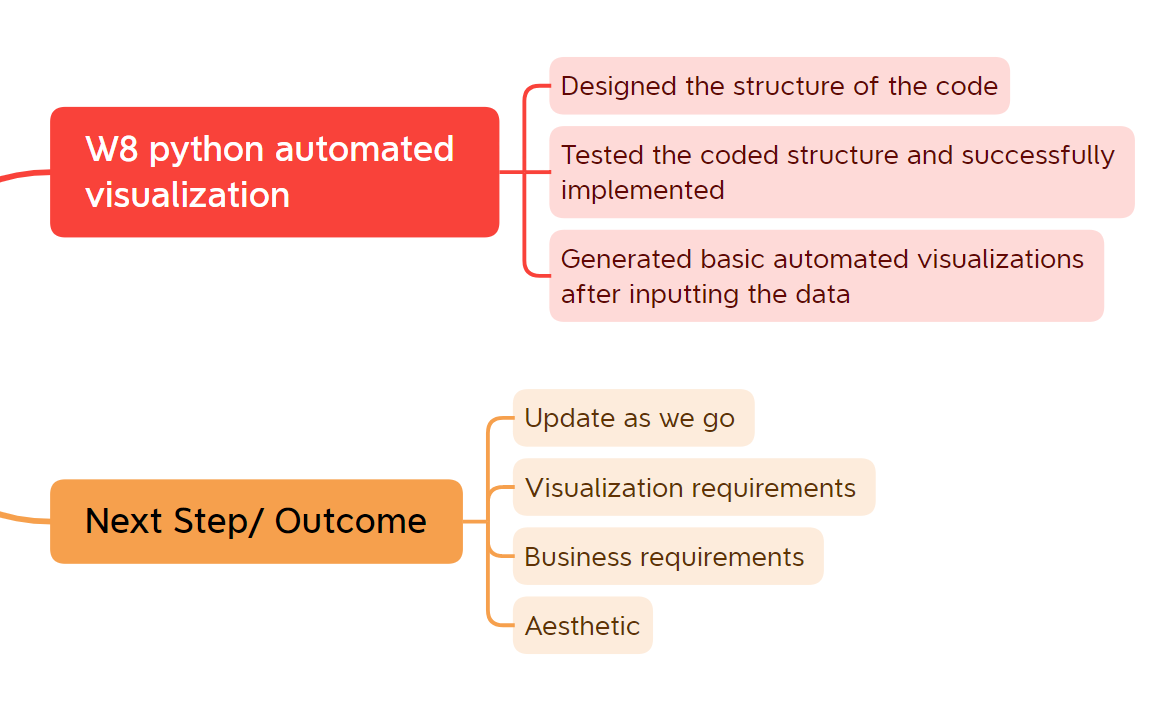 W8 python automated
visualization
Designed the structure of the code
Tested the coded structure and successfully
implemented
Generated basic automated visualizations
after inputting the data
Next Step/ Outcome
Update as we go
Visualization requirements
Business requirements
Aesthetic